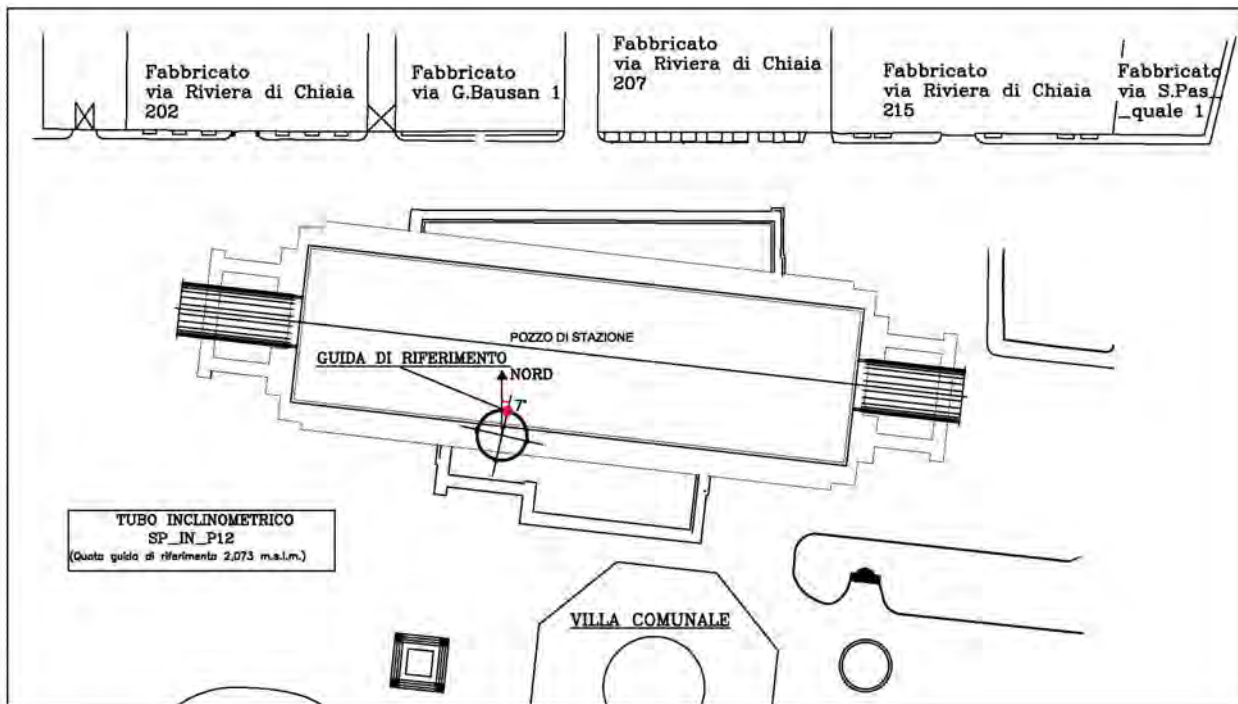 Fabbricato
via Riviera di Chiaia
202
Fabbricato
via G.Bausan 1
Fabbricato
via Riviera di Chiaia
207
Fabbricato
via Riviera di Chiaia
215
Fabbricato
via S.Pas_
_quale 1
POZZO DI STAZIONE
GUIDA DI RIFERIMENTO
NORD
7°
TUBO INCLINOMETRICO
SP_IN_P12
(Quota guida di riferimento 2,073 m.s.l.m.)
VILLA COMUNALE